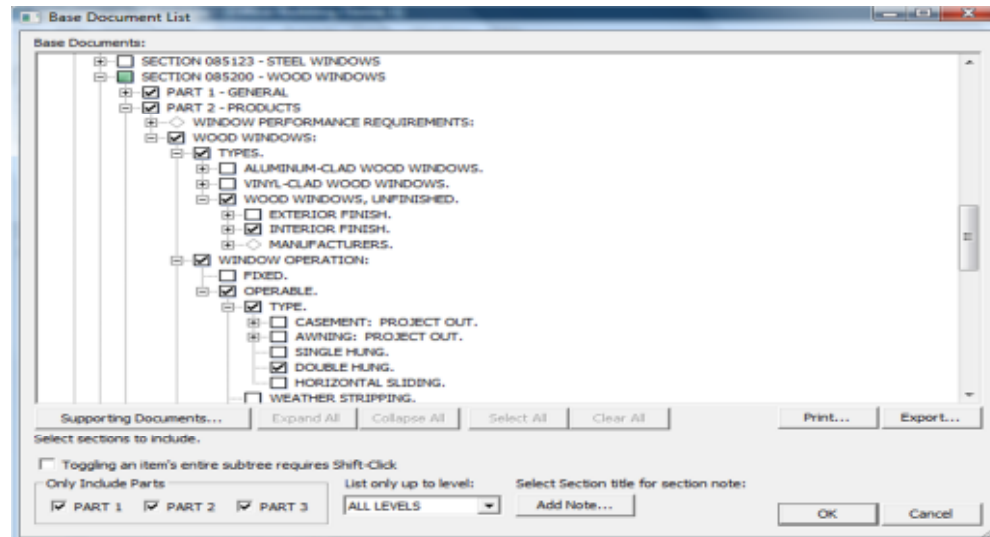 Base Document List
Base Documents:
SECTION 085123 - STEEL WINDOWS
SECTION 085200 - WOOD WINDOWS
PART 1 - GENERAL
PART 2 - PRODUCTS
WINDOW PERFORMANCE REQUIREMENTS:
WOOD WINDOWS:
TYPES.
ALUMINUM-CLAD WOOD WINDOWS.
VINYL-CLAD WOOD WINDOWS.
WOOD WINDOWS, UNFINISHED.
EXTERIOR FINISH.
INTERIOR FINISH.
MANUFACTURERS.
WINDOW OPERATION:
FIXED.
OPERABLE.
TYPE.
CASEMENT: PROJECT OUT.
AWNING: PROJECT OUT.
SINGLE HUNG.
DOUBLE HUNG.
HORIZONTAL SLIDING.
WEATHER STRIPPING.
Supporting Documents... Expand All Collapse All Select All Clear All Print... Export...
Select sections to include.
Toggling an item's entire subtree requires Shift-Click
Only Include Parts List only up to level: Select Section title for section note:
PART 1 PART 2 PART 3 ALL LEVELS Add Note...
OK Cancel